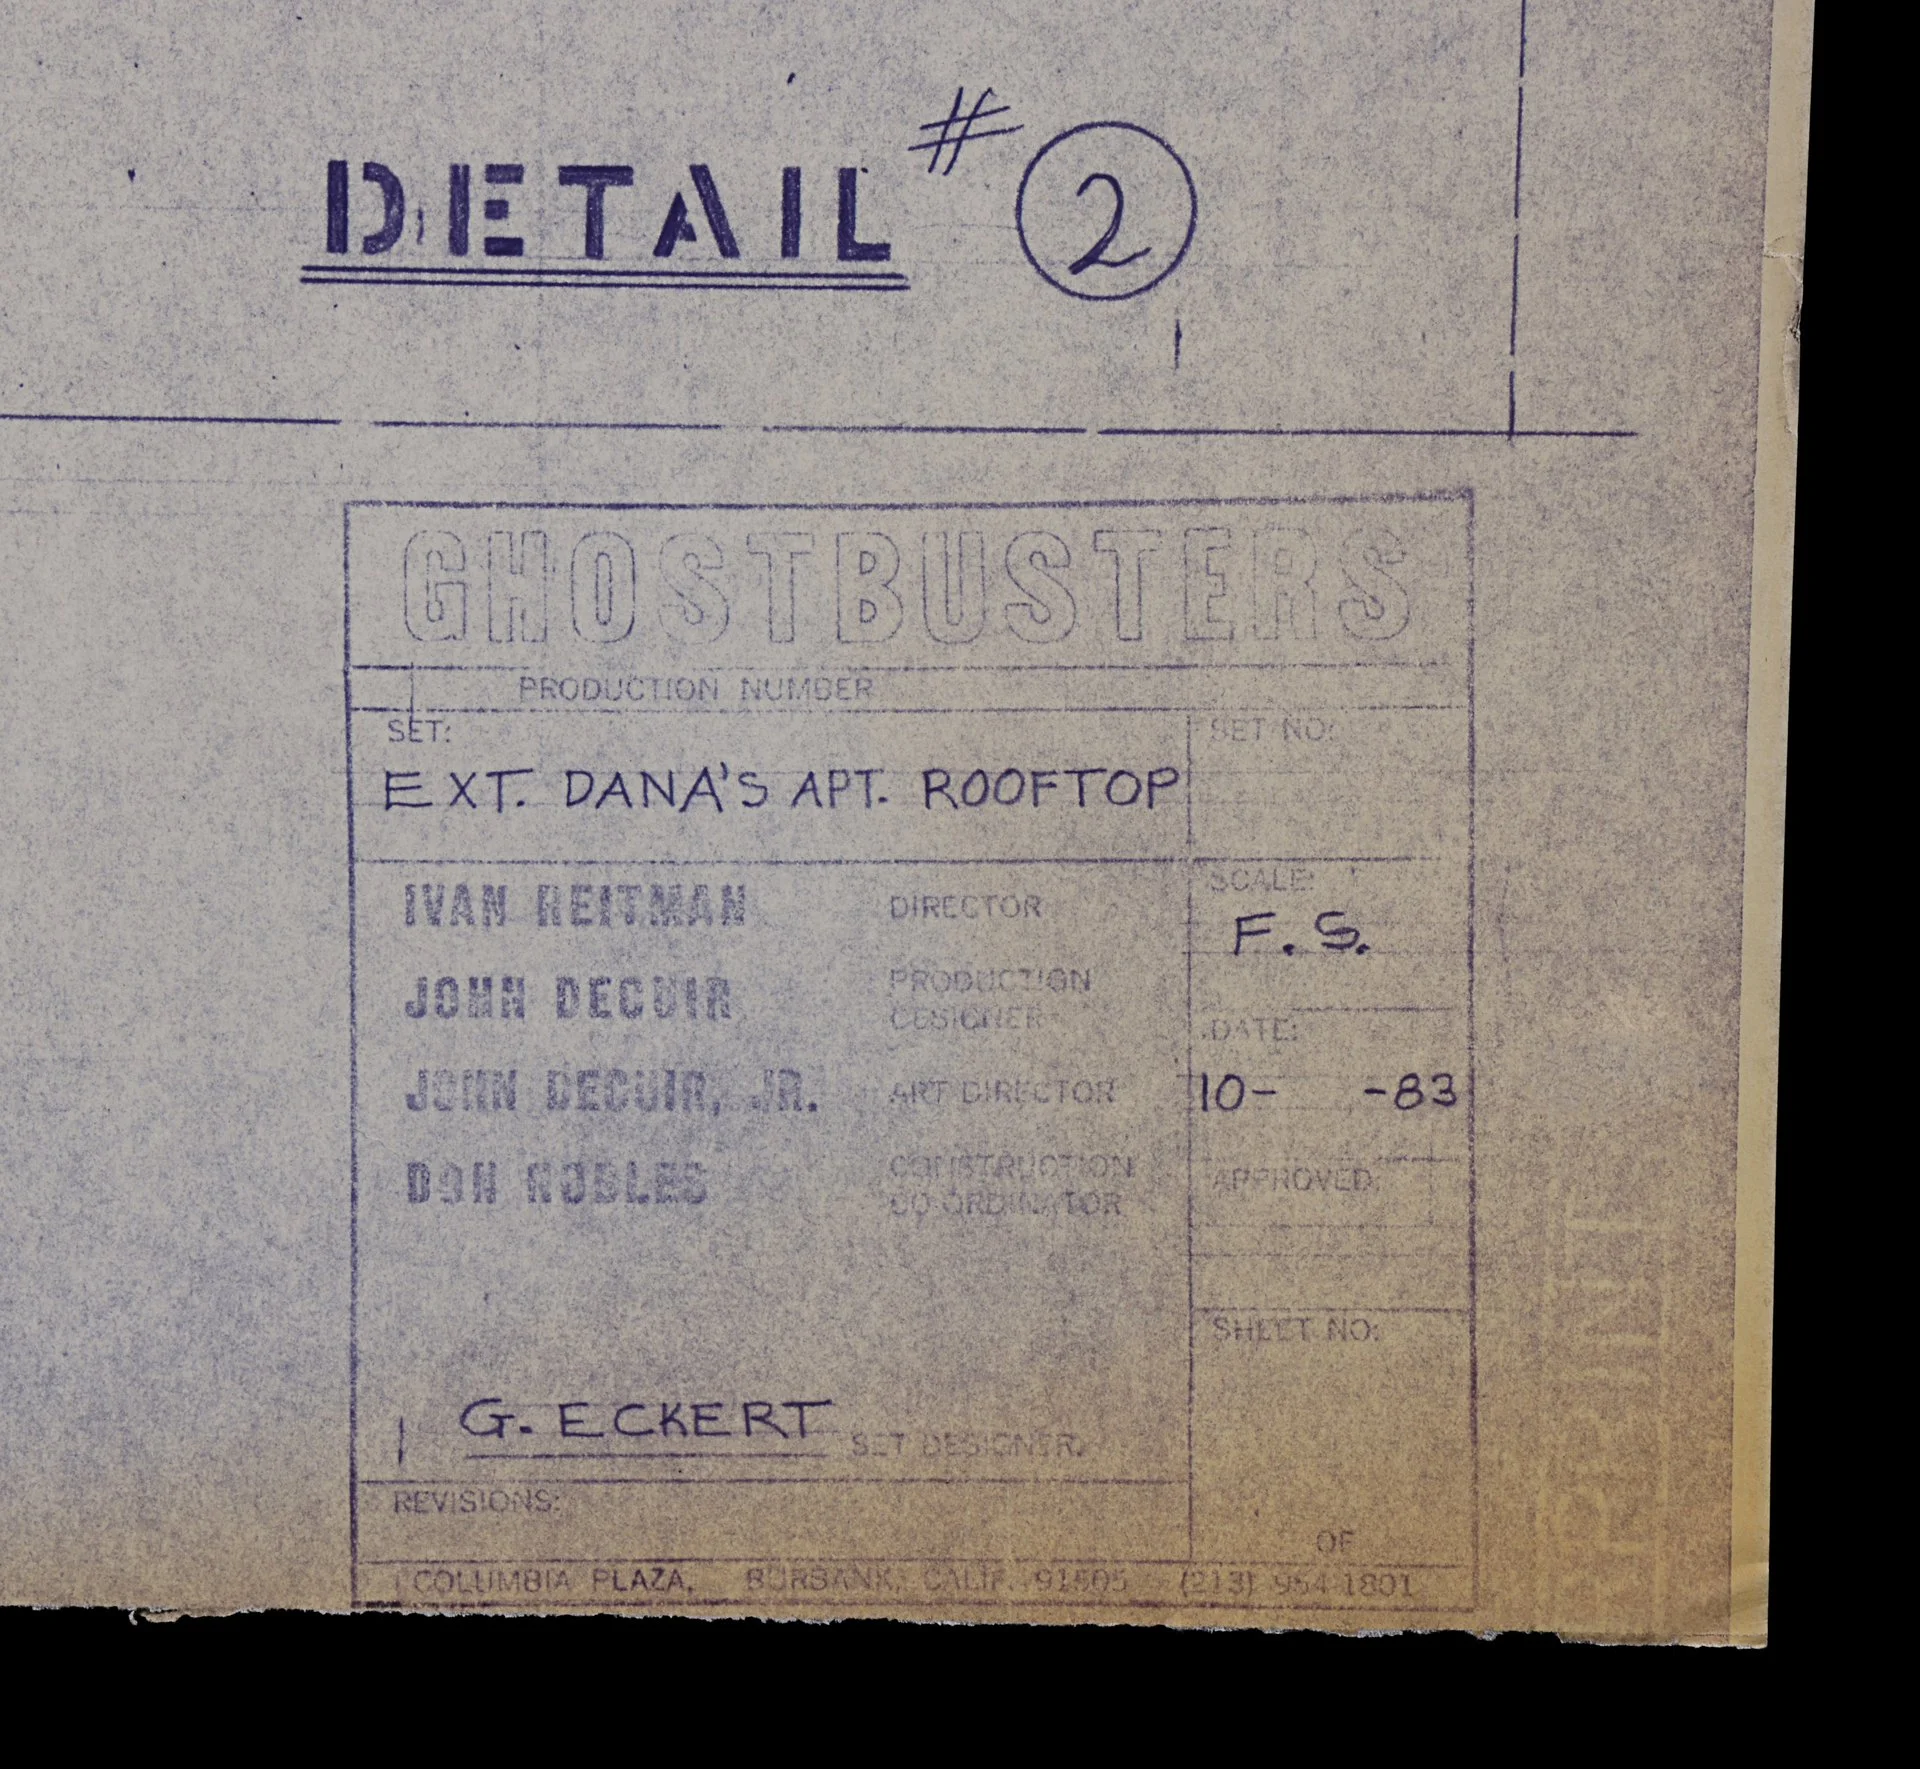 DETAIL # 2
GHOSTBUSTERS
PRODUCTION NUMBER
SET:
SET NO:
EXT. DANA'S APT. ROOFTOP
IVAN REITMAN DIRECTOR
SCALE:
F. S.
JOHN DECUIR PRODUCTION
DESIGNER
DATE:
10- -83
JOHN DECUIR, JR. ART DIRECTOR
DON ROBLES CONSTRUCTION
CO-ORDINATOR
APPROVED:
SHEET NO:
G. ECKERT SET DESIGNER
REVISIONS:
OF
COLUMBIA PLAZA, BURBANK, CALIF. 91505 (213) 954-1801
PRINT